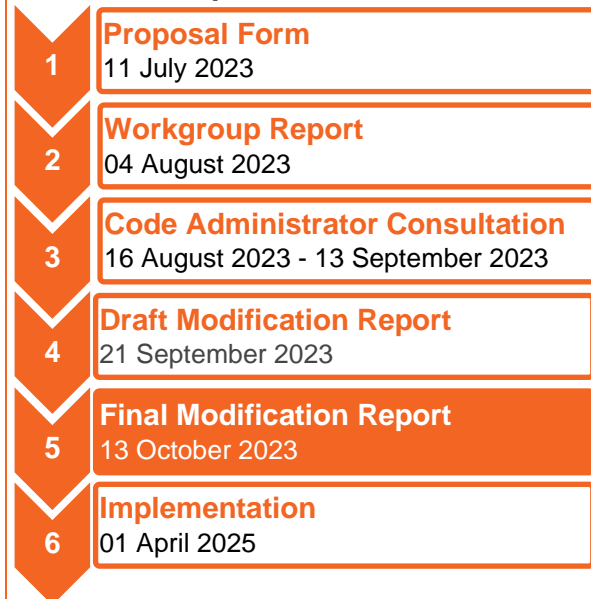 1
Proposal Form
11 July 2023
2
Workgroup Report
04 August 2023
3
Code Administrator Consultation
16 August 2023 - 13 September 2023
4
Draft Modification Report
21 September 2023
5
Final Modification Report
13 October 2023
6
Implementation
01 April 2025